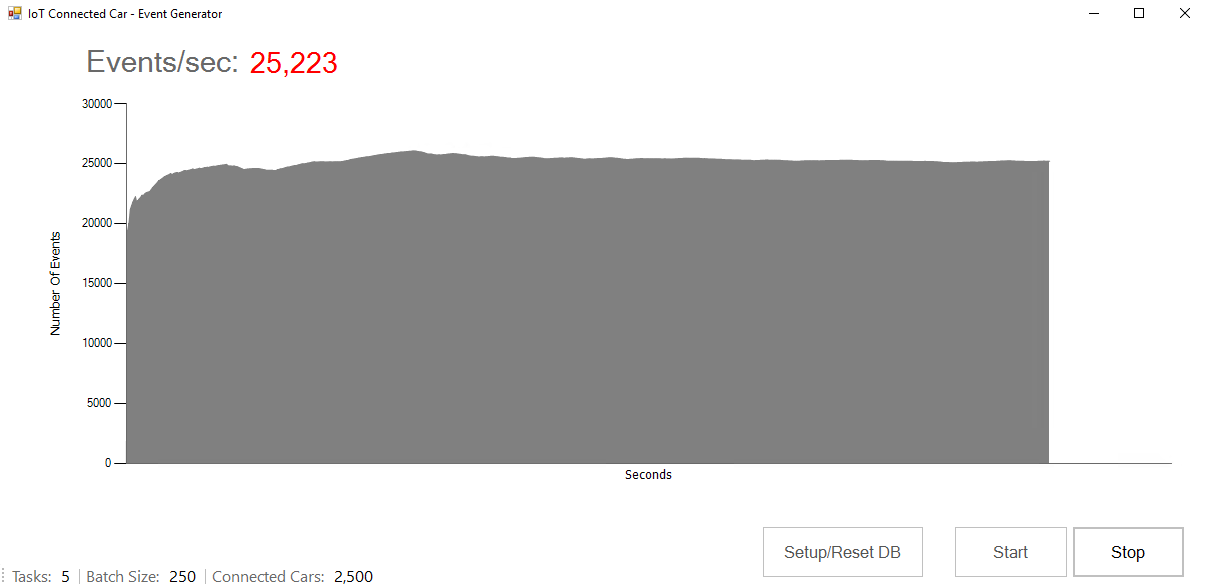 IoT Connected Car - Event Generator
Events/sec: 25,223
30000
25000
20000
15000
10000
5000
0
Number Of Events
Seconds
Setup/Reset DB Start Stop
Tasks: 5 Batch Size: 250 Connected Cars: 2,500